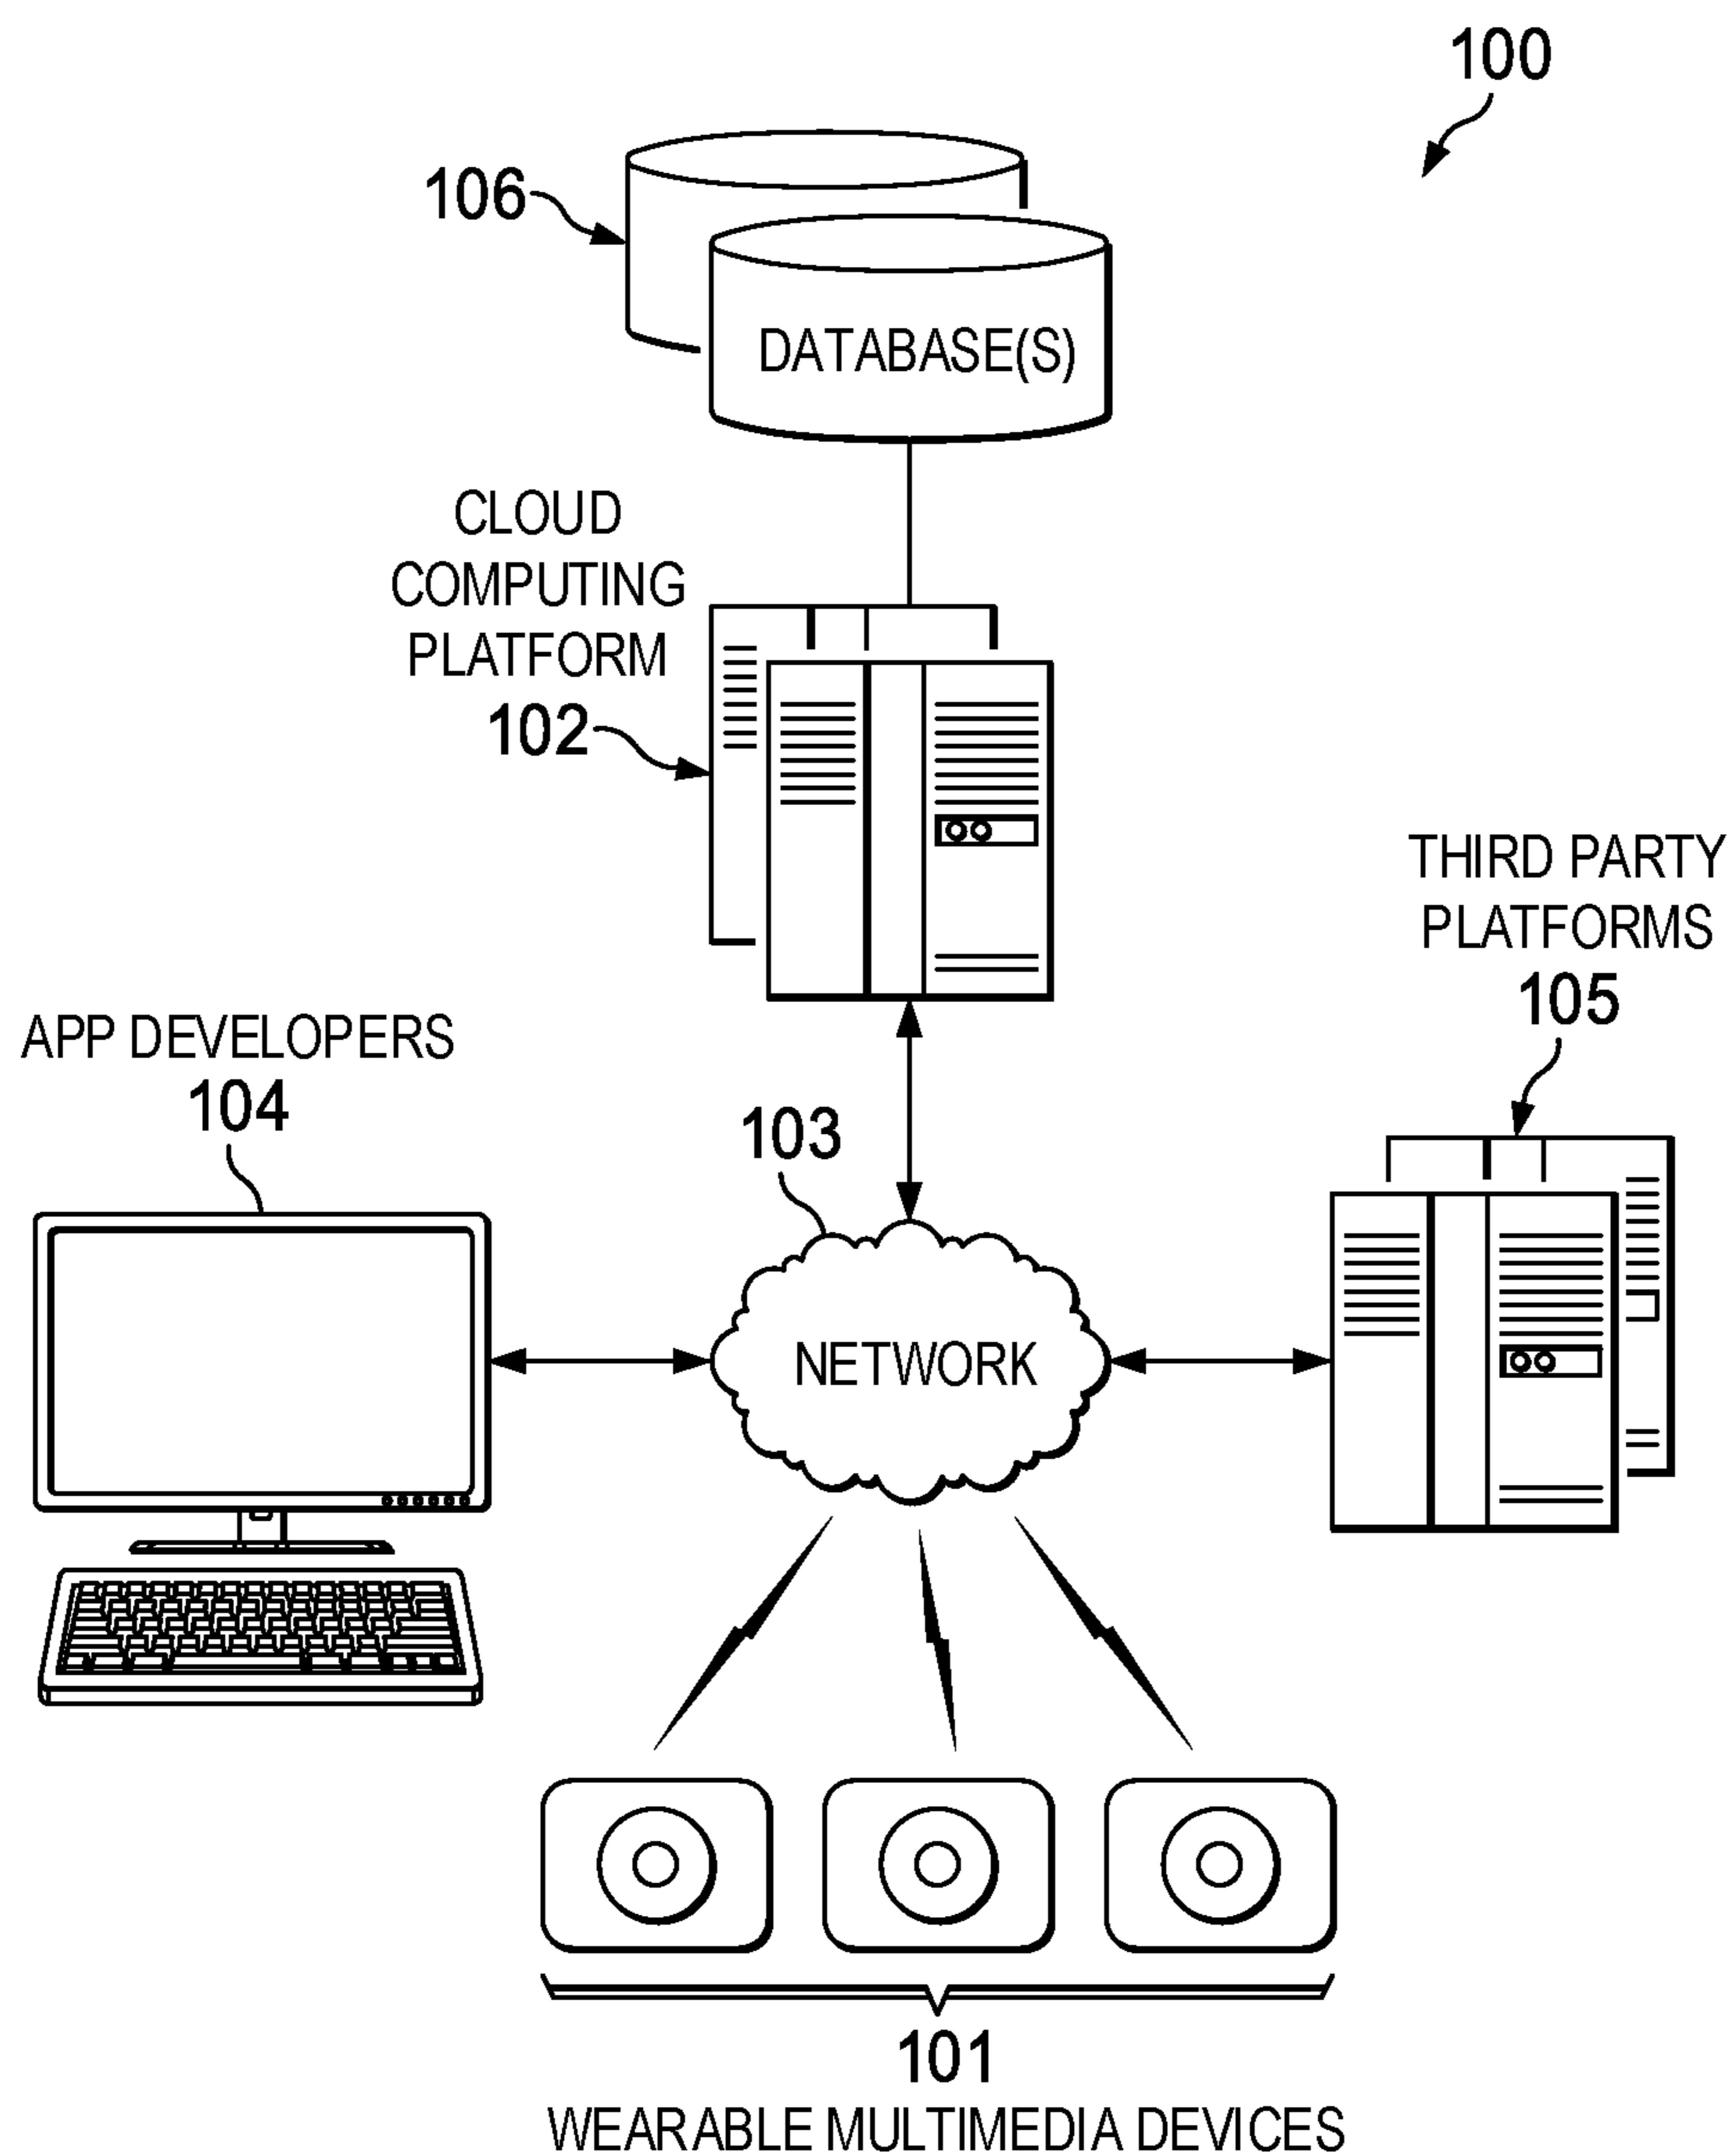 100
106
DATABASE(S)
CLOUD
COMPUTING
PLATFORM
102
THIRD PARTY
PLATFORMS
105
APP DEVELOPERS
104
103
NETWORK
101
WEARABLE MULTIMEDIA DEVICES